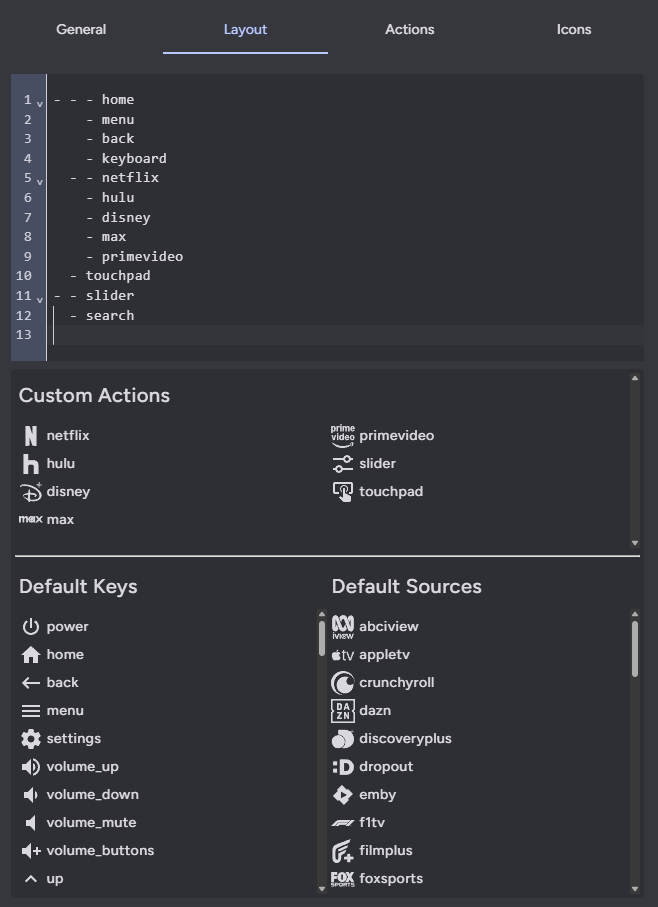 General Layout Actions Icons
1 - - - home
2 - menu
3 - back
4 - keyboard
5 - - netflix
6 - hulu
7 - disney
8 - max
9 - primevideo
10 - touchpad
11 - - slider
12 - search
13
Custom Actions
netflix
prime video primevideo
hulu
slider
disney
touchpad
max max
Default Keys
power
home
back
menu
settings
volume_up
volume_down
volume_mute
volume_buttons
up
Default Sources
iview abciview
tv appletv
crunchyroll
DAZN dazn
discoveryplus
:D dropout
emby
f1tv
filmplus
FOX SPORTS foxsports